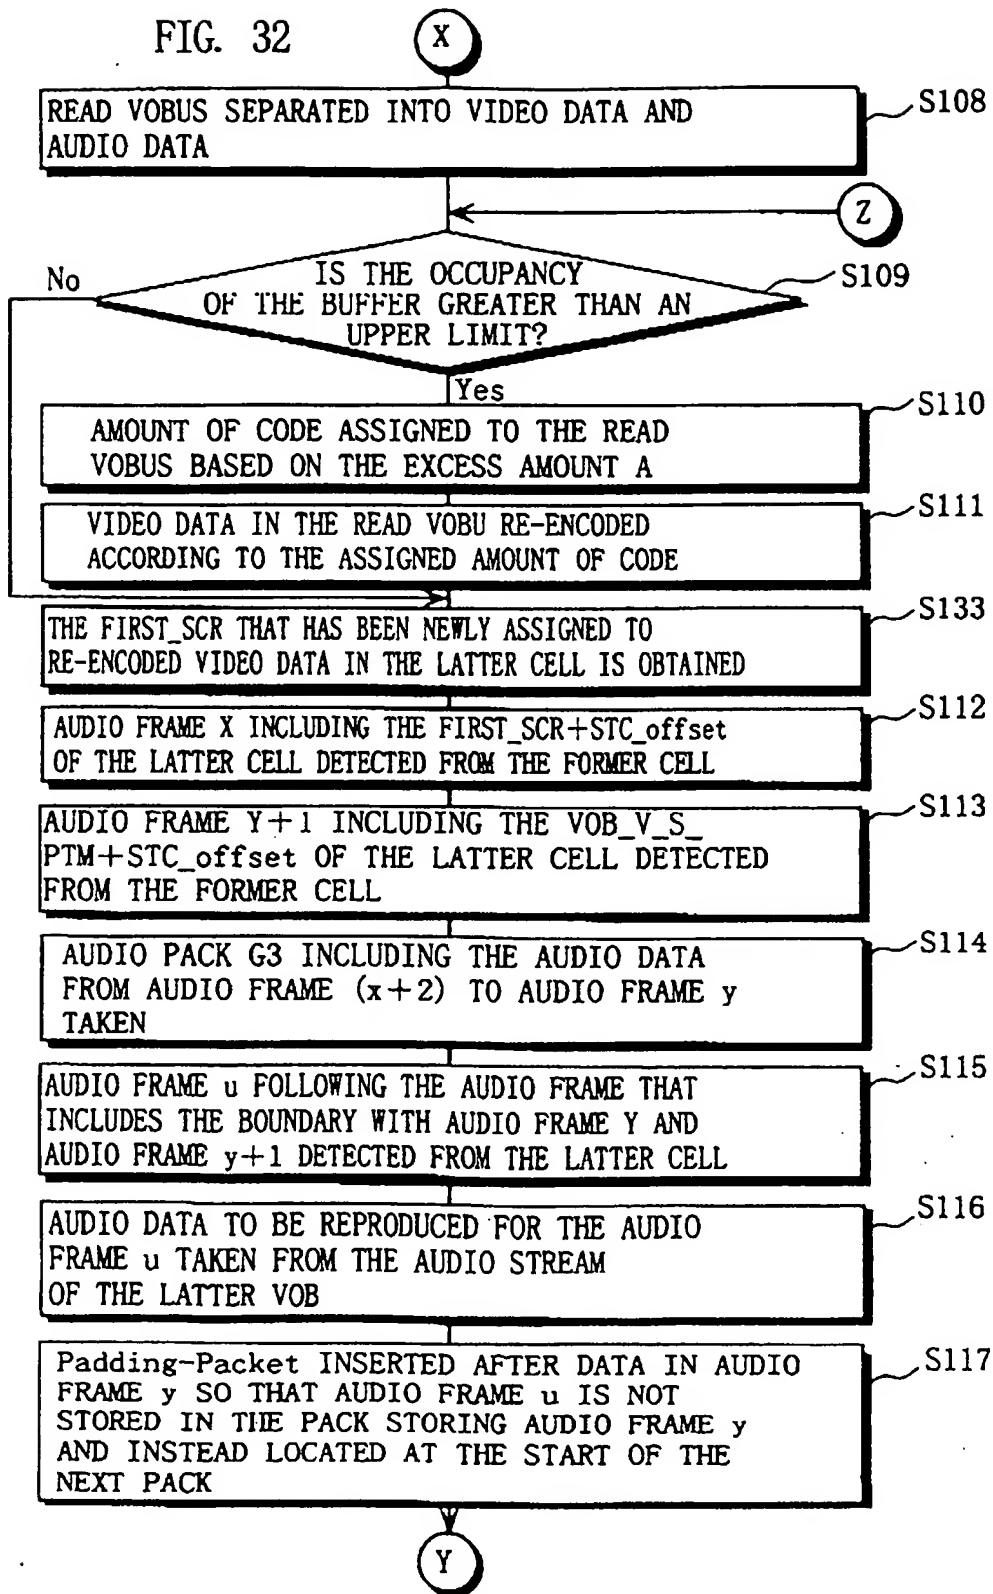 FIG. 32
X
READ VOBUS SEPARATED INTO VIDEO DATA AND
AUDIO DATA
S108
Z
No
IS THE OCCUPANCY
OF THE BUFFER GREATER THAN AN
UPPER LIMIT?
S109
Yes
AMOUNT OF CODE ASSIGNED TO THE READ
VOBUS BASED ON THE EXCESS AMOUNT A
S110
VIDEO DATA IN THE READ VOBU RE-ENCODED
ACCORDING TO THE ASSIGNED AMOUNT OF CODE
S111
THE FIRST_SCR THAT HAS BEEN NEWLY ASSIGNED TO
RE-ENCODED VIDEO DATA IN THE LATTER CELL IS OBTAINED
S133
AUDIO FRAME X INCLUDING THE FIRST_SCR+STC_offset
OF THE LATTER CELL DETECTED FROM THE FORMER CELL
S112
AUDIO FRAME Y+1 INCLUDING THE VOB_V_S_
PTM+STC_offset OF THE LATTER CELL DETECTED
FROM THE FORMER CELL
S113
AUDIO PACK G3 INCLUDING THE AUDIO DATA
FROM AUDIO FRAME (x+2) TO AUDIO FRAME y
TAKEN
S114
AUDIO FRAME u FOLLOWING THE AUDIO FRAME THAT
INCLUDES THE BOUNDARY WITH AUDIO FRAME Y AND
AUDIO FRAME y+1 DETECTED FROM THE LATTER CELL
S115
AUDIO DATA TO BE REPRODUCED FOR THE AUDIO
FRAME u TAKEN FROM THE AUDIO STREAM
OF THE LATTER VOB
S116
Padding-Packet INSERTED AFTER DATA IN AUDIO
FRAME y SO THAT AUDIO FRAME u IS NOT
STORED IN THE PACK STORING AUDIO FRAME y
AND INSTEAD LOCATED AT THE START OF THE
NEXT PACK
S117
Y